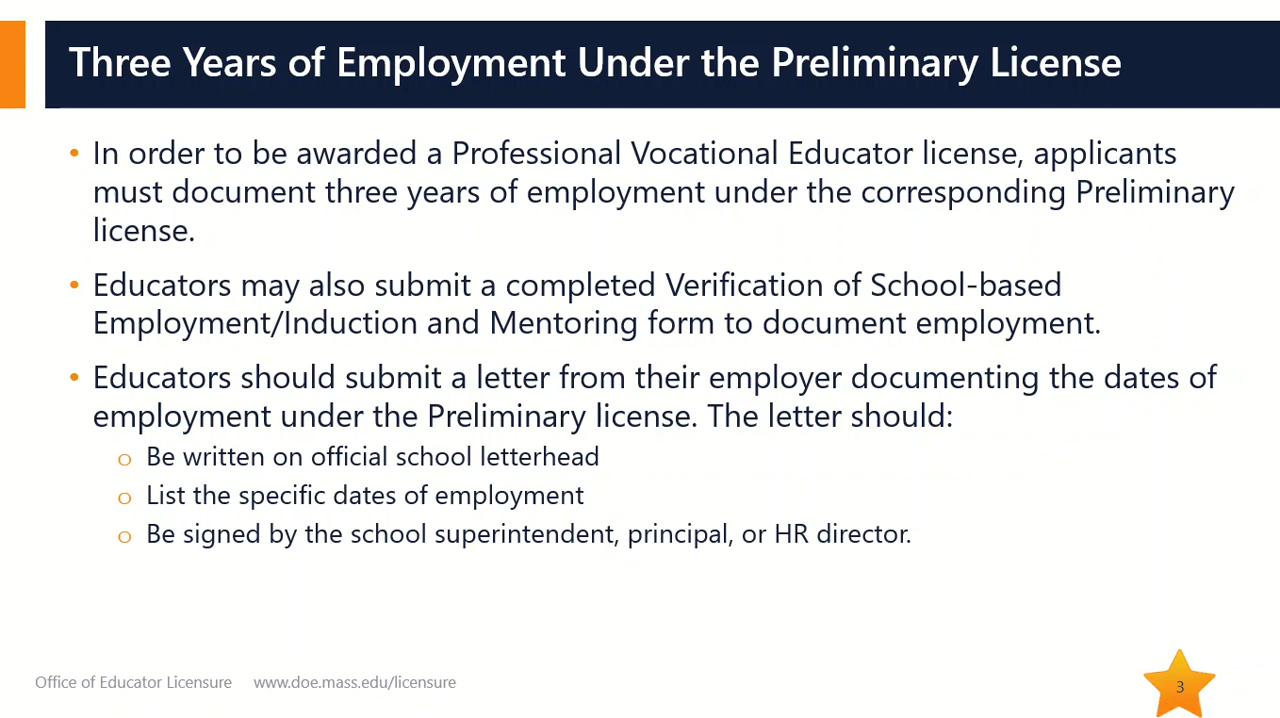 Three Years of Employment Under the Preliminary License
• In order to be awarded a Professional Vocational Educator license, applicants
must document three years of employment under the corresponding Preliminary
license.
• Educators may also submit a completed Verification of School-based
Employment/Induction and Mentoring form to document employment.
• Educators should submit a letter from their employer documenting the dates of
employment under the Preliminary license. The letter should:
o Be written on official school letterhead
o List the specific dates of employment
o Be signed by the school superintendent, principal, or HR director.
Office of Educator Licensure www.doe.mass.edu/licensure
3